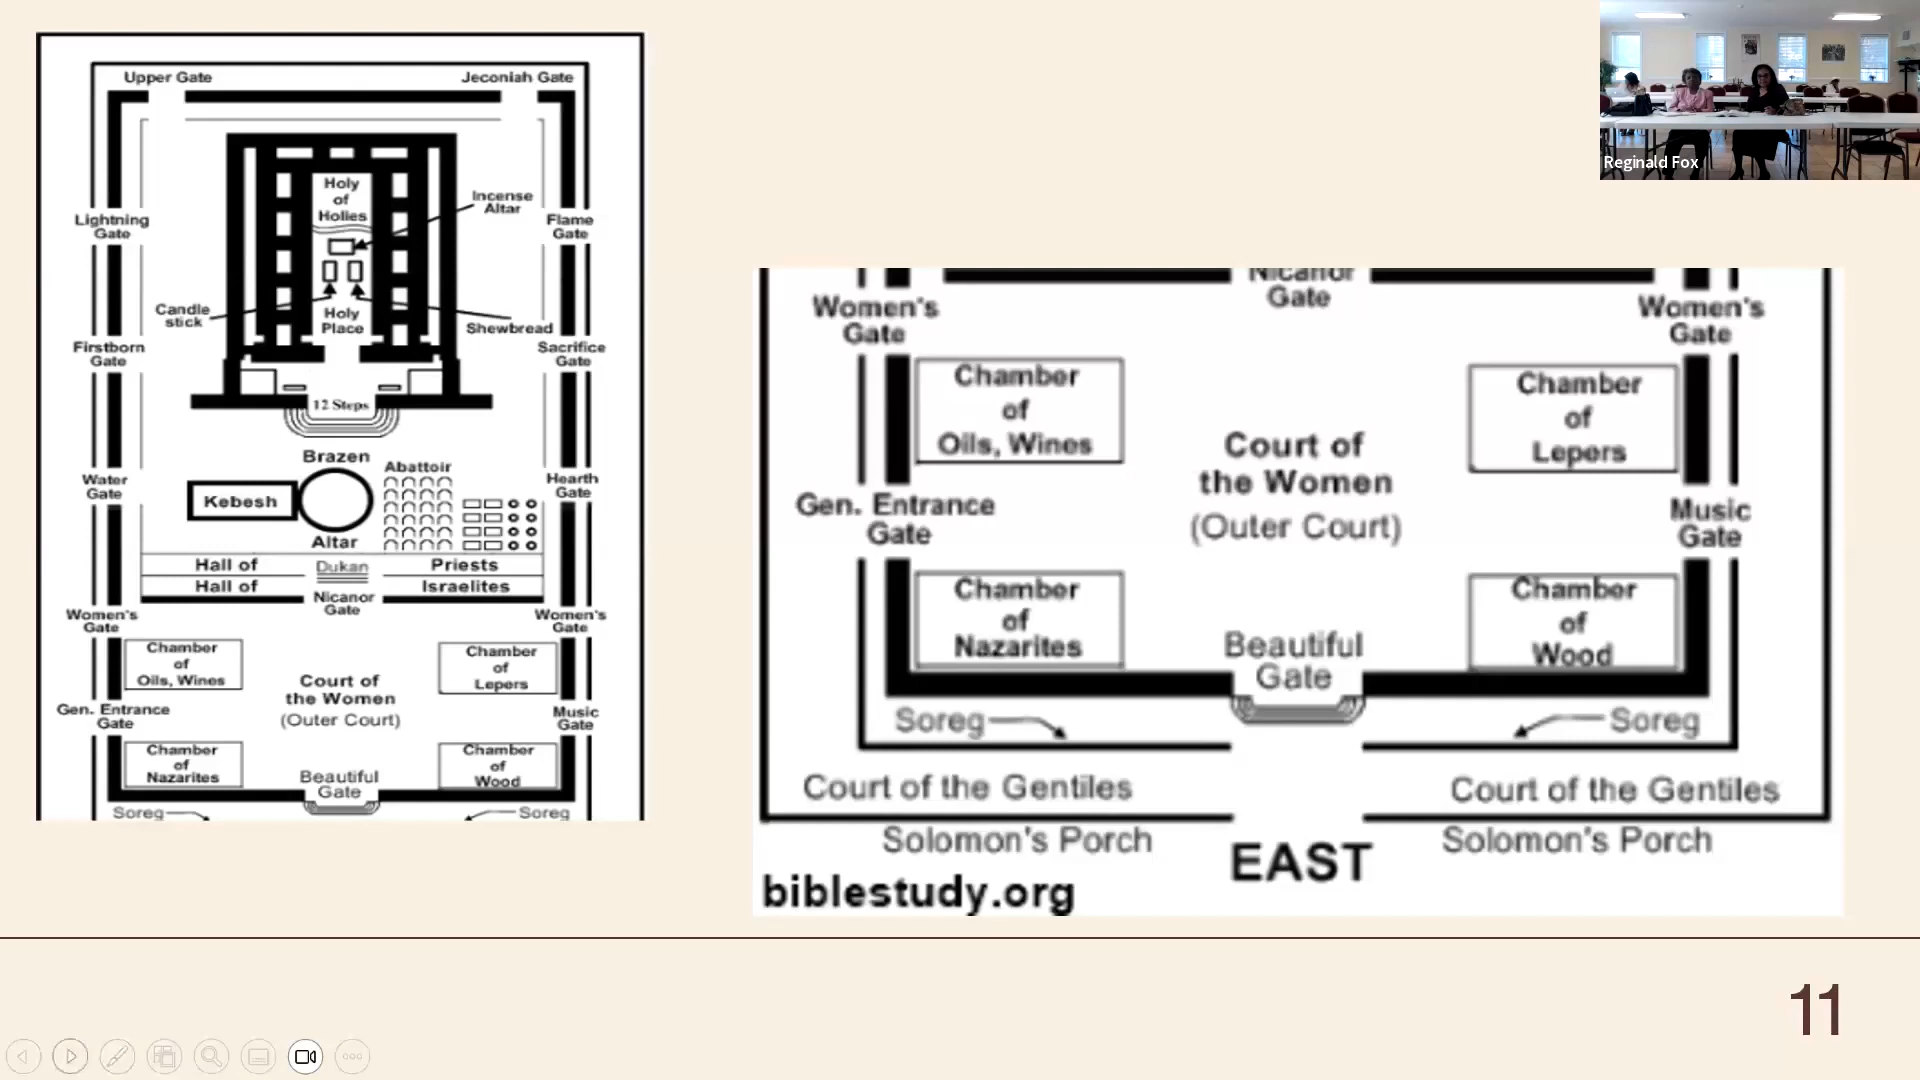 Upper Gate
Jeconiah Gate
Holy
of
Holies
Incense
Altar
Lightning
Gate
Flame
Gate
Candle
stick
Holy
Place
Shewbread
Firstborn
Gate
Sacrifice
Gate
12 Steps
Brazen
Abattoir
Water
Gate
Kebesh
Hearth
Gate
Altar
Hall of
Dukan
Priests
Hall of
Israelites
Nicanor
Gate
Women's
Gate
Women's
Gate
Chamber
of
Oils, Wines
Chamber
of
Lepers
Court of
the Women
(Outer Court)
Gen. Entrance
Gate
Music
Gate
Chamber
of
Nazarites
Beautiful
Gate
Chamber
of
Wood
Soreg
Soreg
Reginald Fox
Nicanor
Gate
Women's
Gate
Women's
Gate
Chamber
of
Oils, Wines
Chamber
of
Lepers
Court of
the Women
(Outer Court)
Gen. Entrance
Gate
Music
Gate
Chamber
of
Nazarites
Beautiful
Gate
Chamber
of
Wood
Soreg
Soreg
Court of the Gentiles
Court of the Gentiles
Solomon's Porch
EAST
Solomon's Porch
biblestudy.org
11